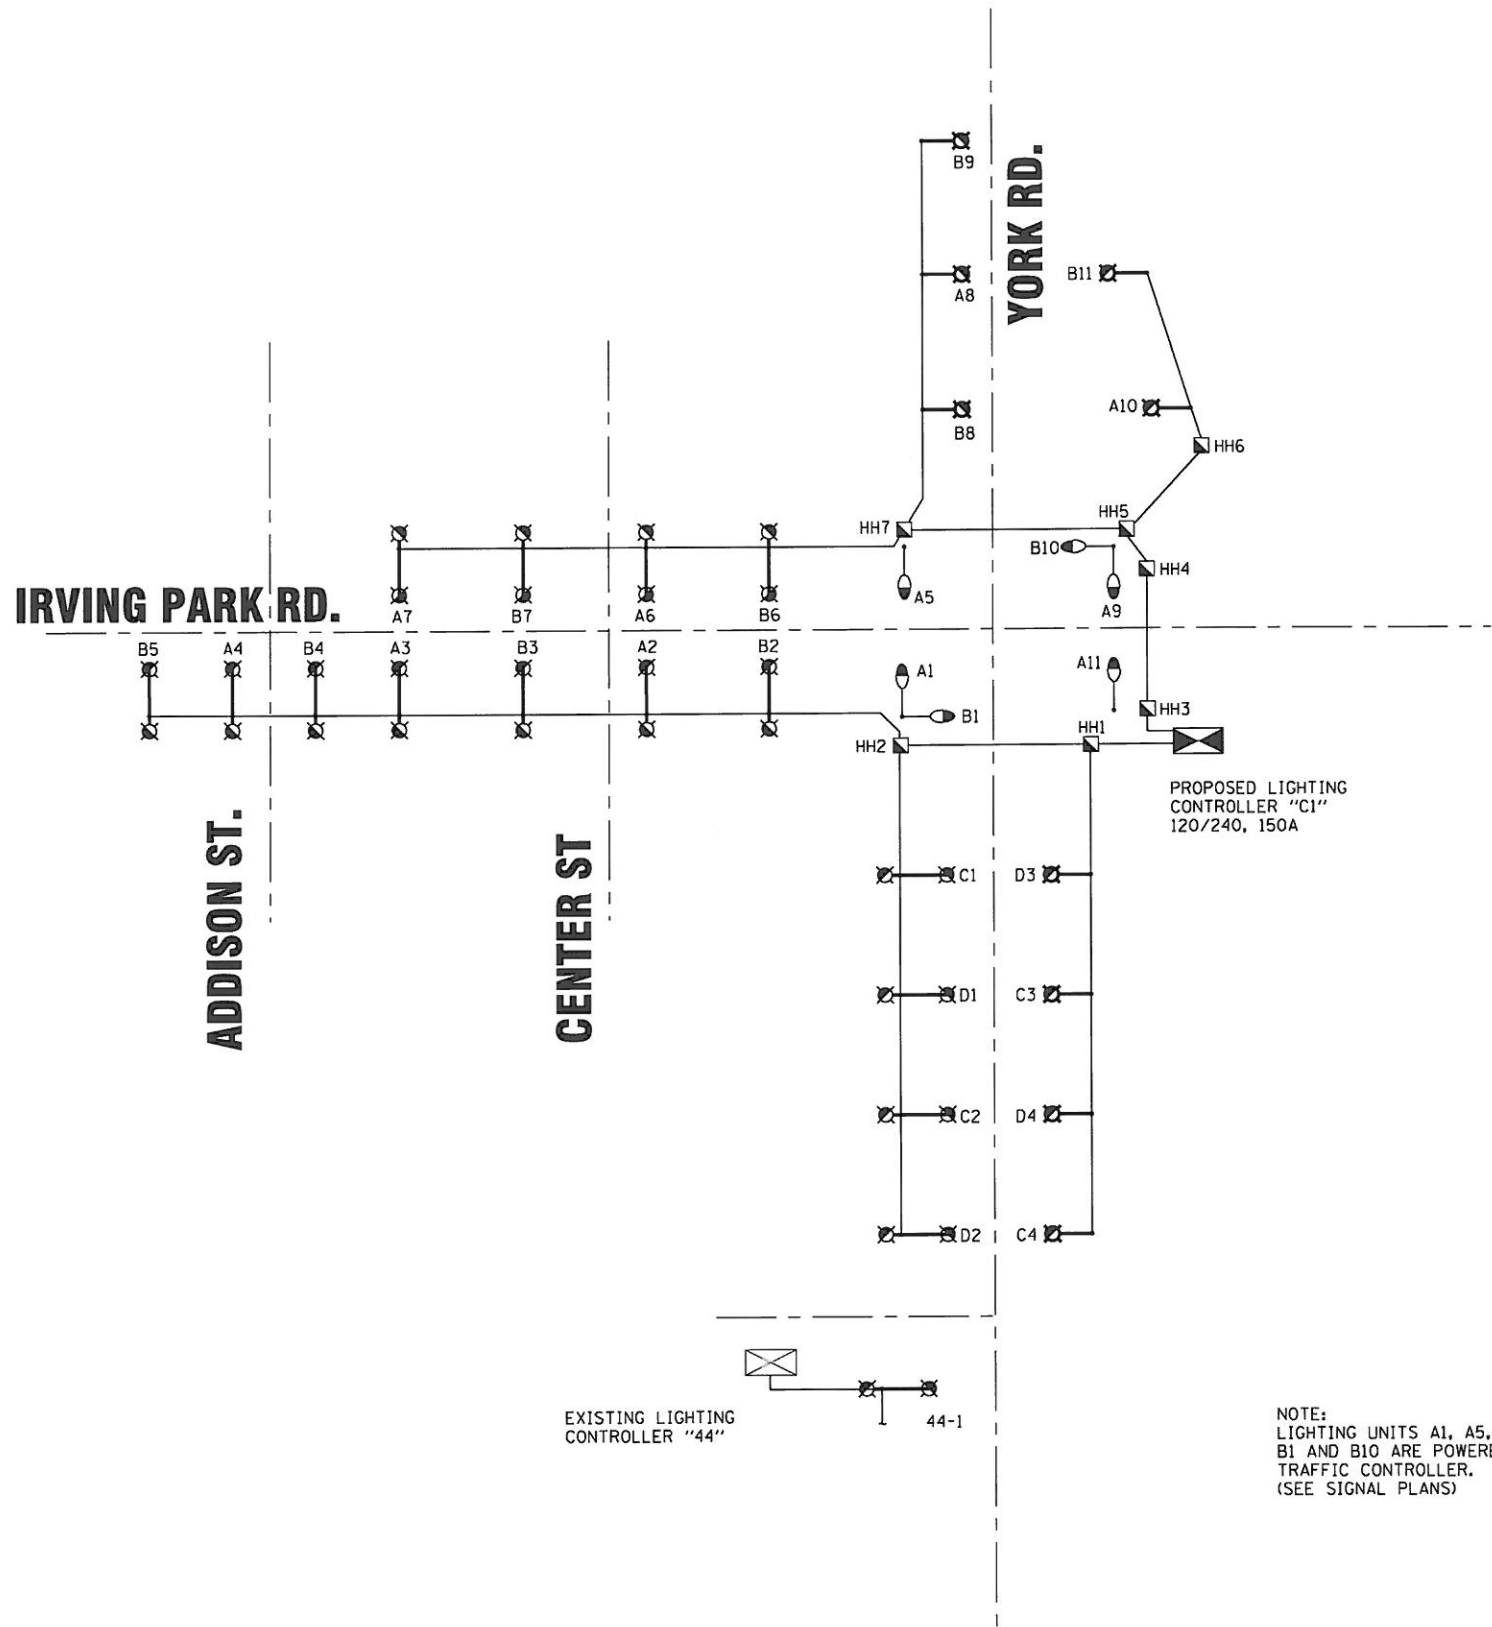 B9
YORK RD.
A8
B11
B8
A10
HH6
HH7
HH5
B10
HH4
A5
A9
IRVING PARK RD.
A7
B7
A6
B6
B5
A4
B4
A3
B3
A2
B2
A1
A11
B1
HH3
HH2
HH1
PROPOSED LIGHTING
CONTROLLER "C1"
120/240, 150A
ADDISON ST.
CENTER ST
C1
D3
D1
C3
C2
D4
D2
C4
EXISTING LIGHTING
CONTROLLER "44"
44-1
NOTE:
LIGHTING UNITS A1, A5,
B1 AND B10 ARE
TRAFFIC CONTROLLER.
(SEE SIGNAL PLANS)